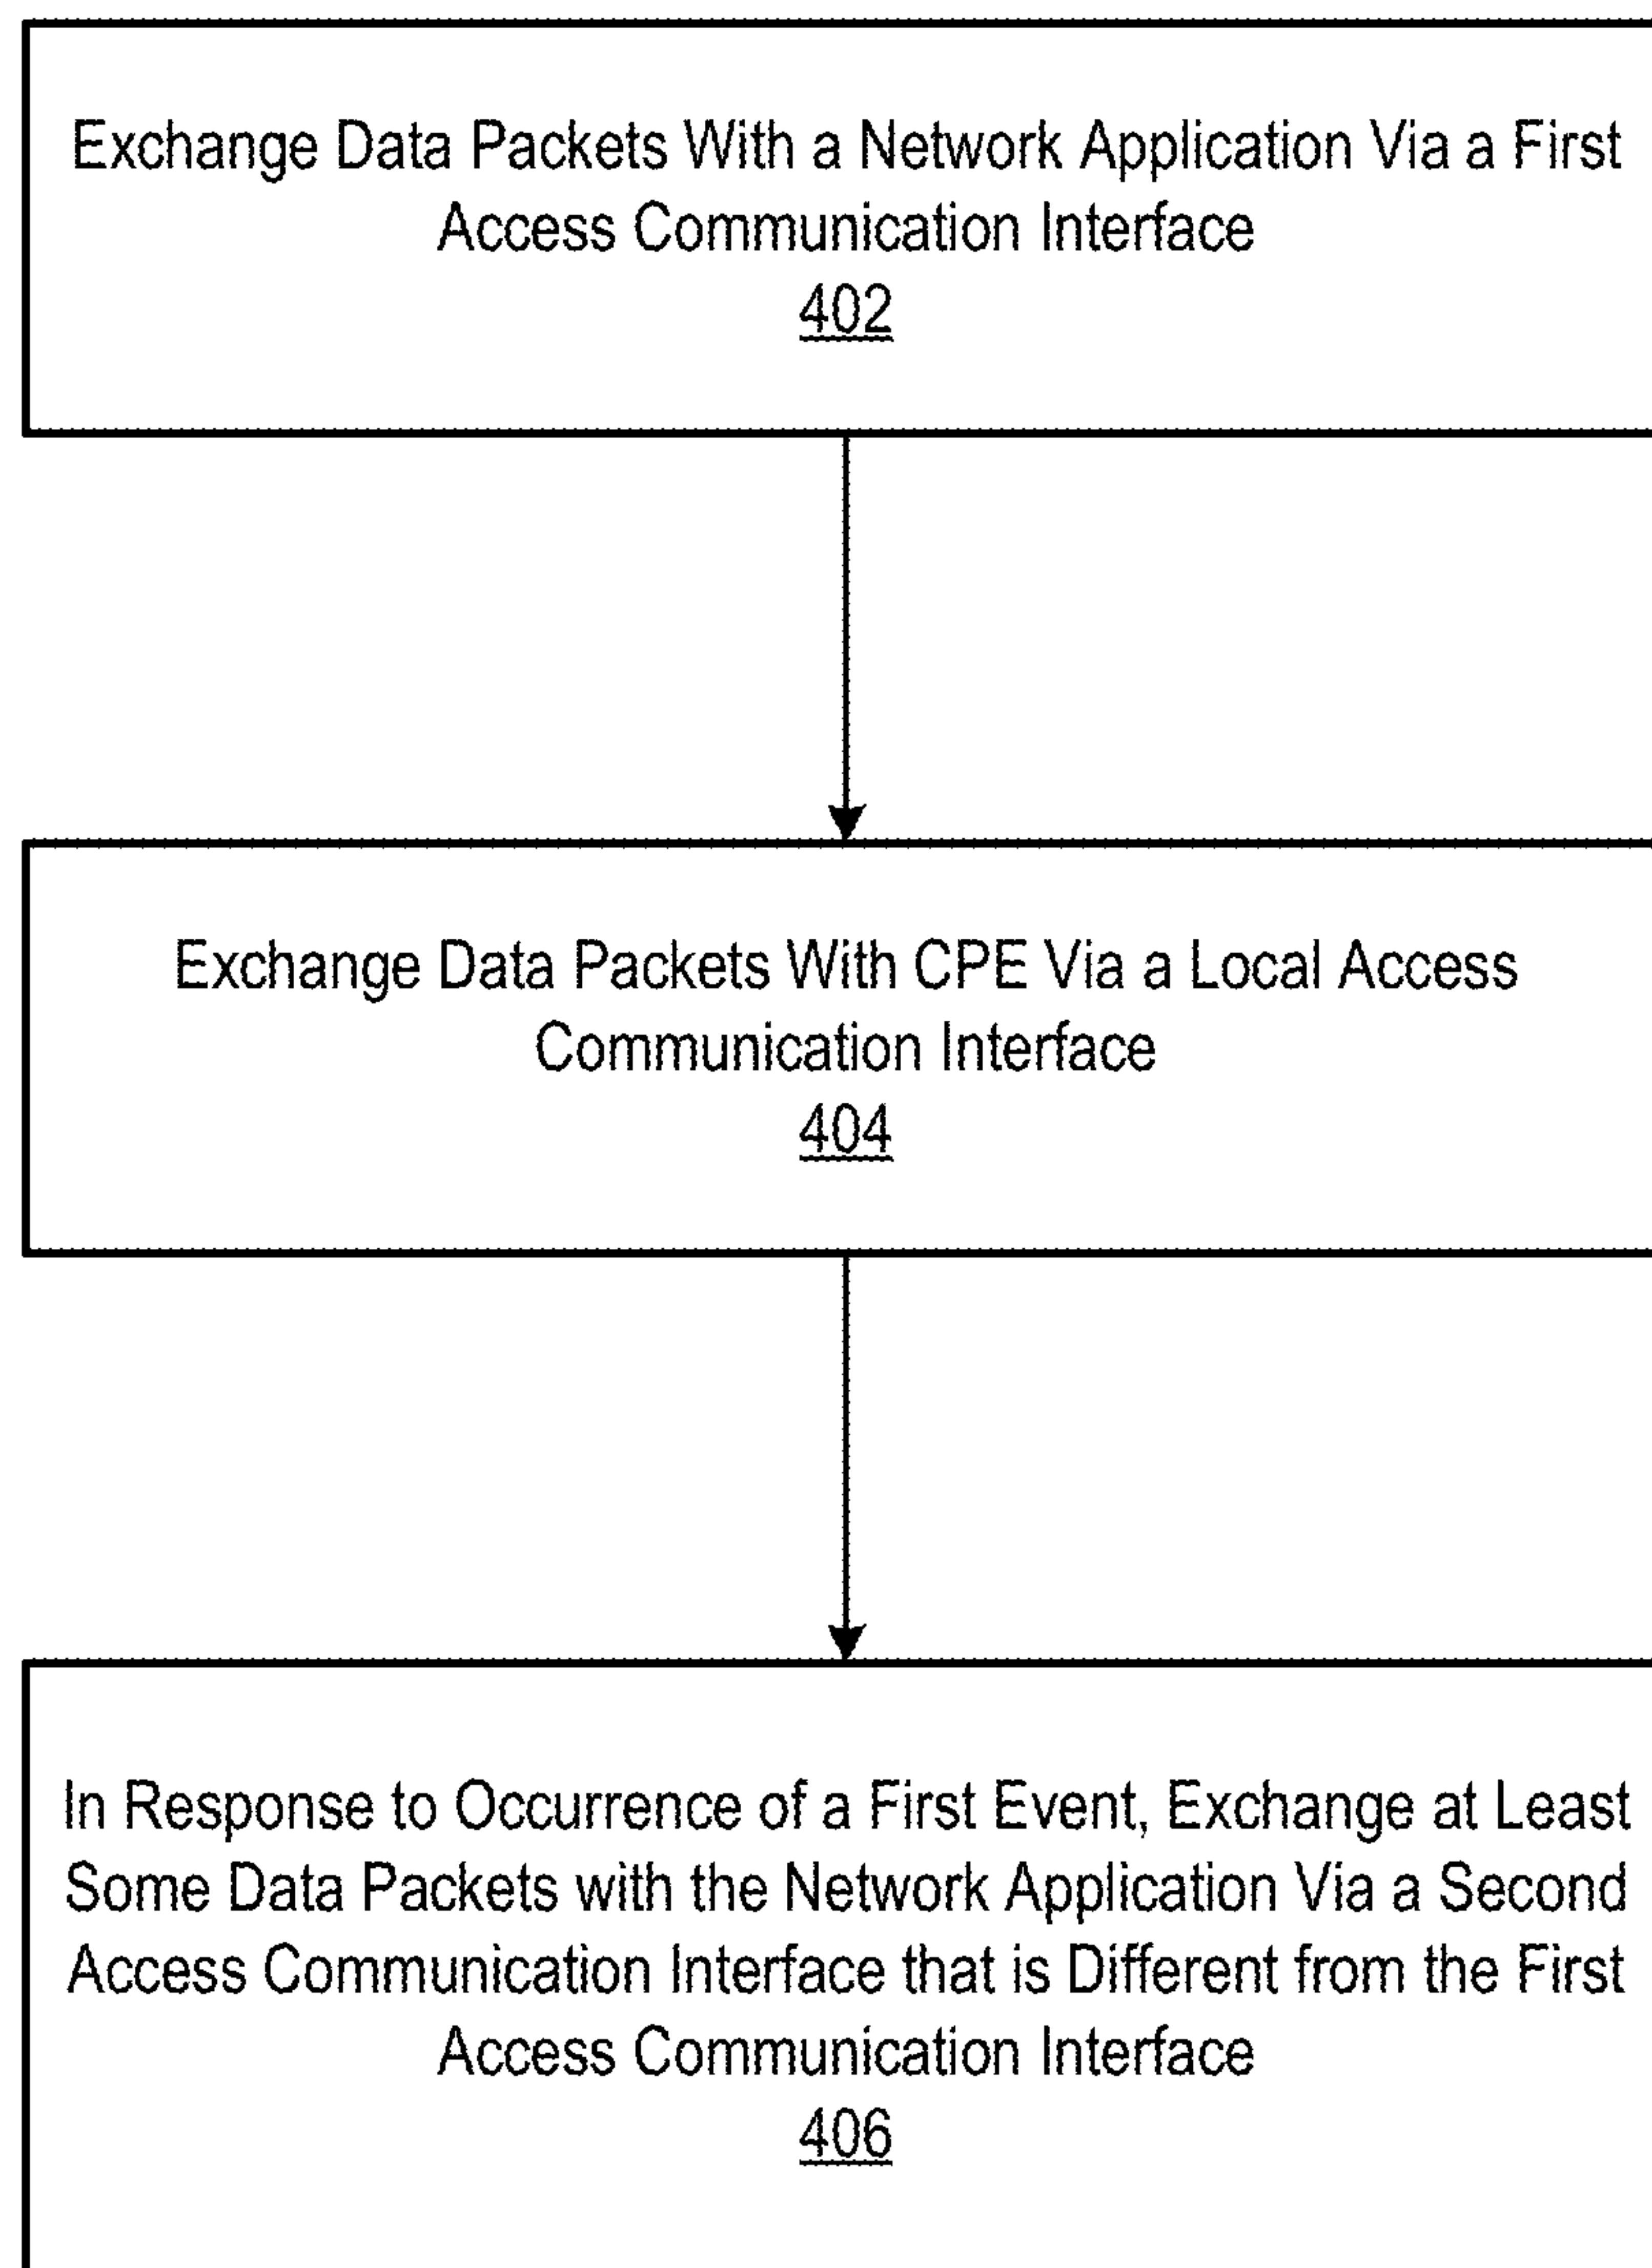 Exchange Data Packets With a Network Application Via a First
Access Communication Interface
402
Exchange Data Packets With CPE Via a Local Access
Communication Interface
404
In Response to Occurrence of a First Event, Exchange at Least
Some Data Packets with the Network Application Via a Second
Access Communication Interface that is Different from the First
Access Communication Interface
406